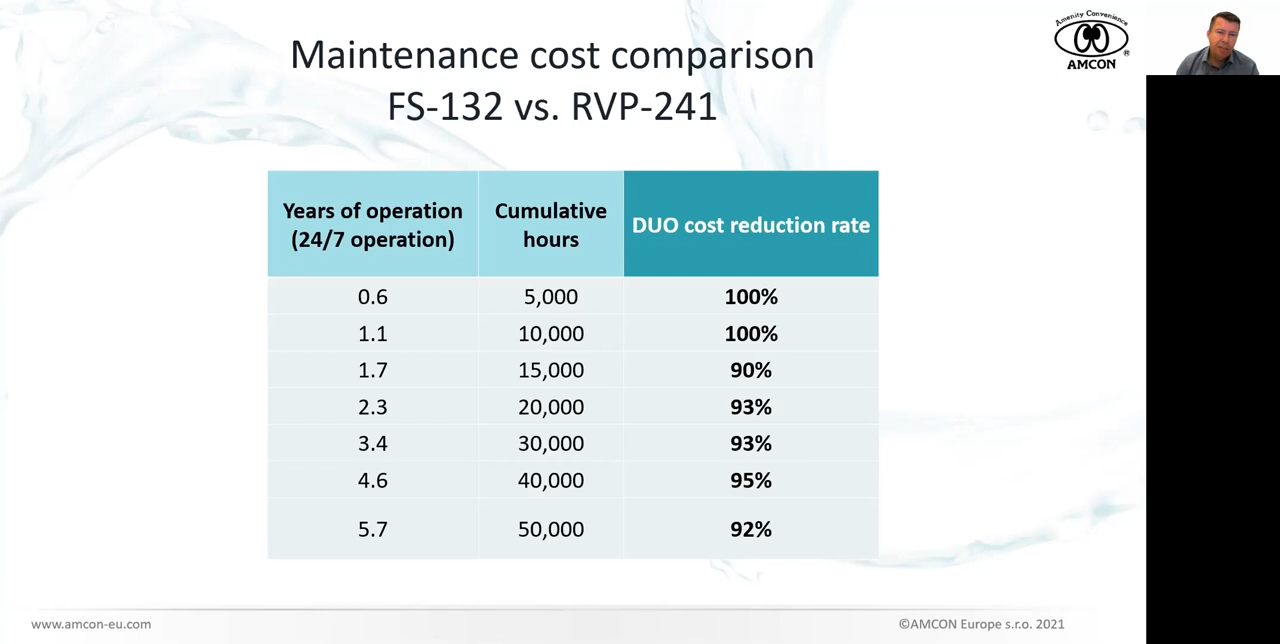 Maintenance cost comparison
FS-132 vs. RVP-241
Amenity Convenience
AMCON
®
Years of operation
(24/7 operation)
Cumulative
hours
DUO cost reduction rate
0.6 5,000 100%
1.1 10,000 100%
1.7 15,000 90%
2.3 20,000 93%
3.4 30,000 93%
4.6 40,000 95%
5.7 50,000 92%
www.amcon-eu.com
©AMCON Europe s.r.o. 2021